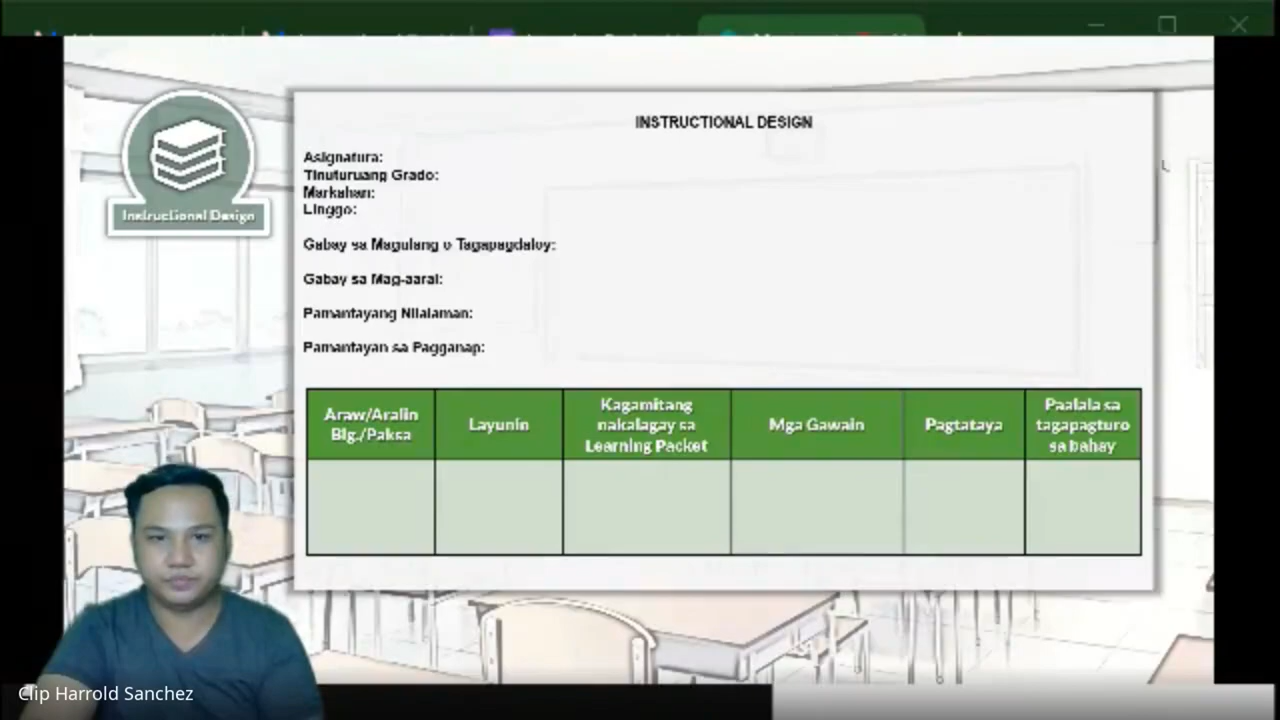 INSTRUCTIONAL DESIGN
Instructional Design
Asignatura:
Tinuturuang Grado:
Markahan:
Linggo:
Gabay sa Magulang o Tagapagdaloy:
Gabay sa Mag-aaral:
Pamantayang Nilalaman:
Pamantayan sa Pagganap:
Araw/Aralin
Blg./Paksa
Layunin
Kagamitang
nakalagay sa
Learning Packet
Mga Gawain
Pagtataya
Paalala sa
tagapagturo
sa bahay
Clip Harrold Sanchez